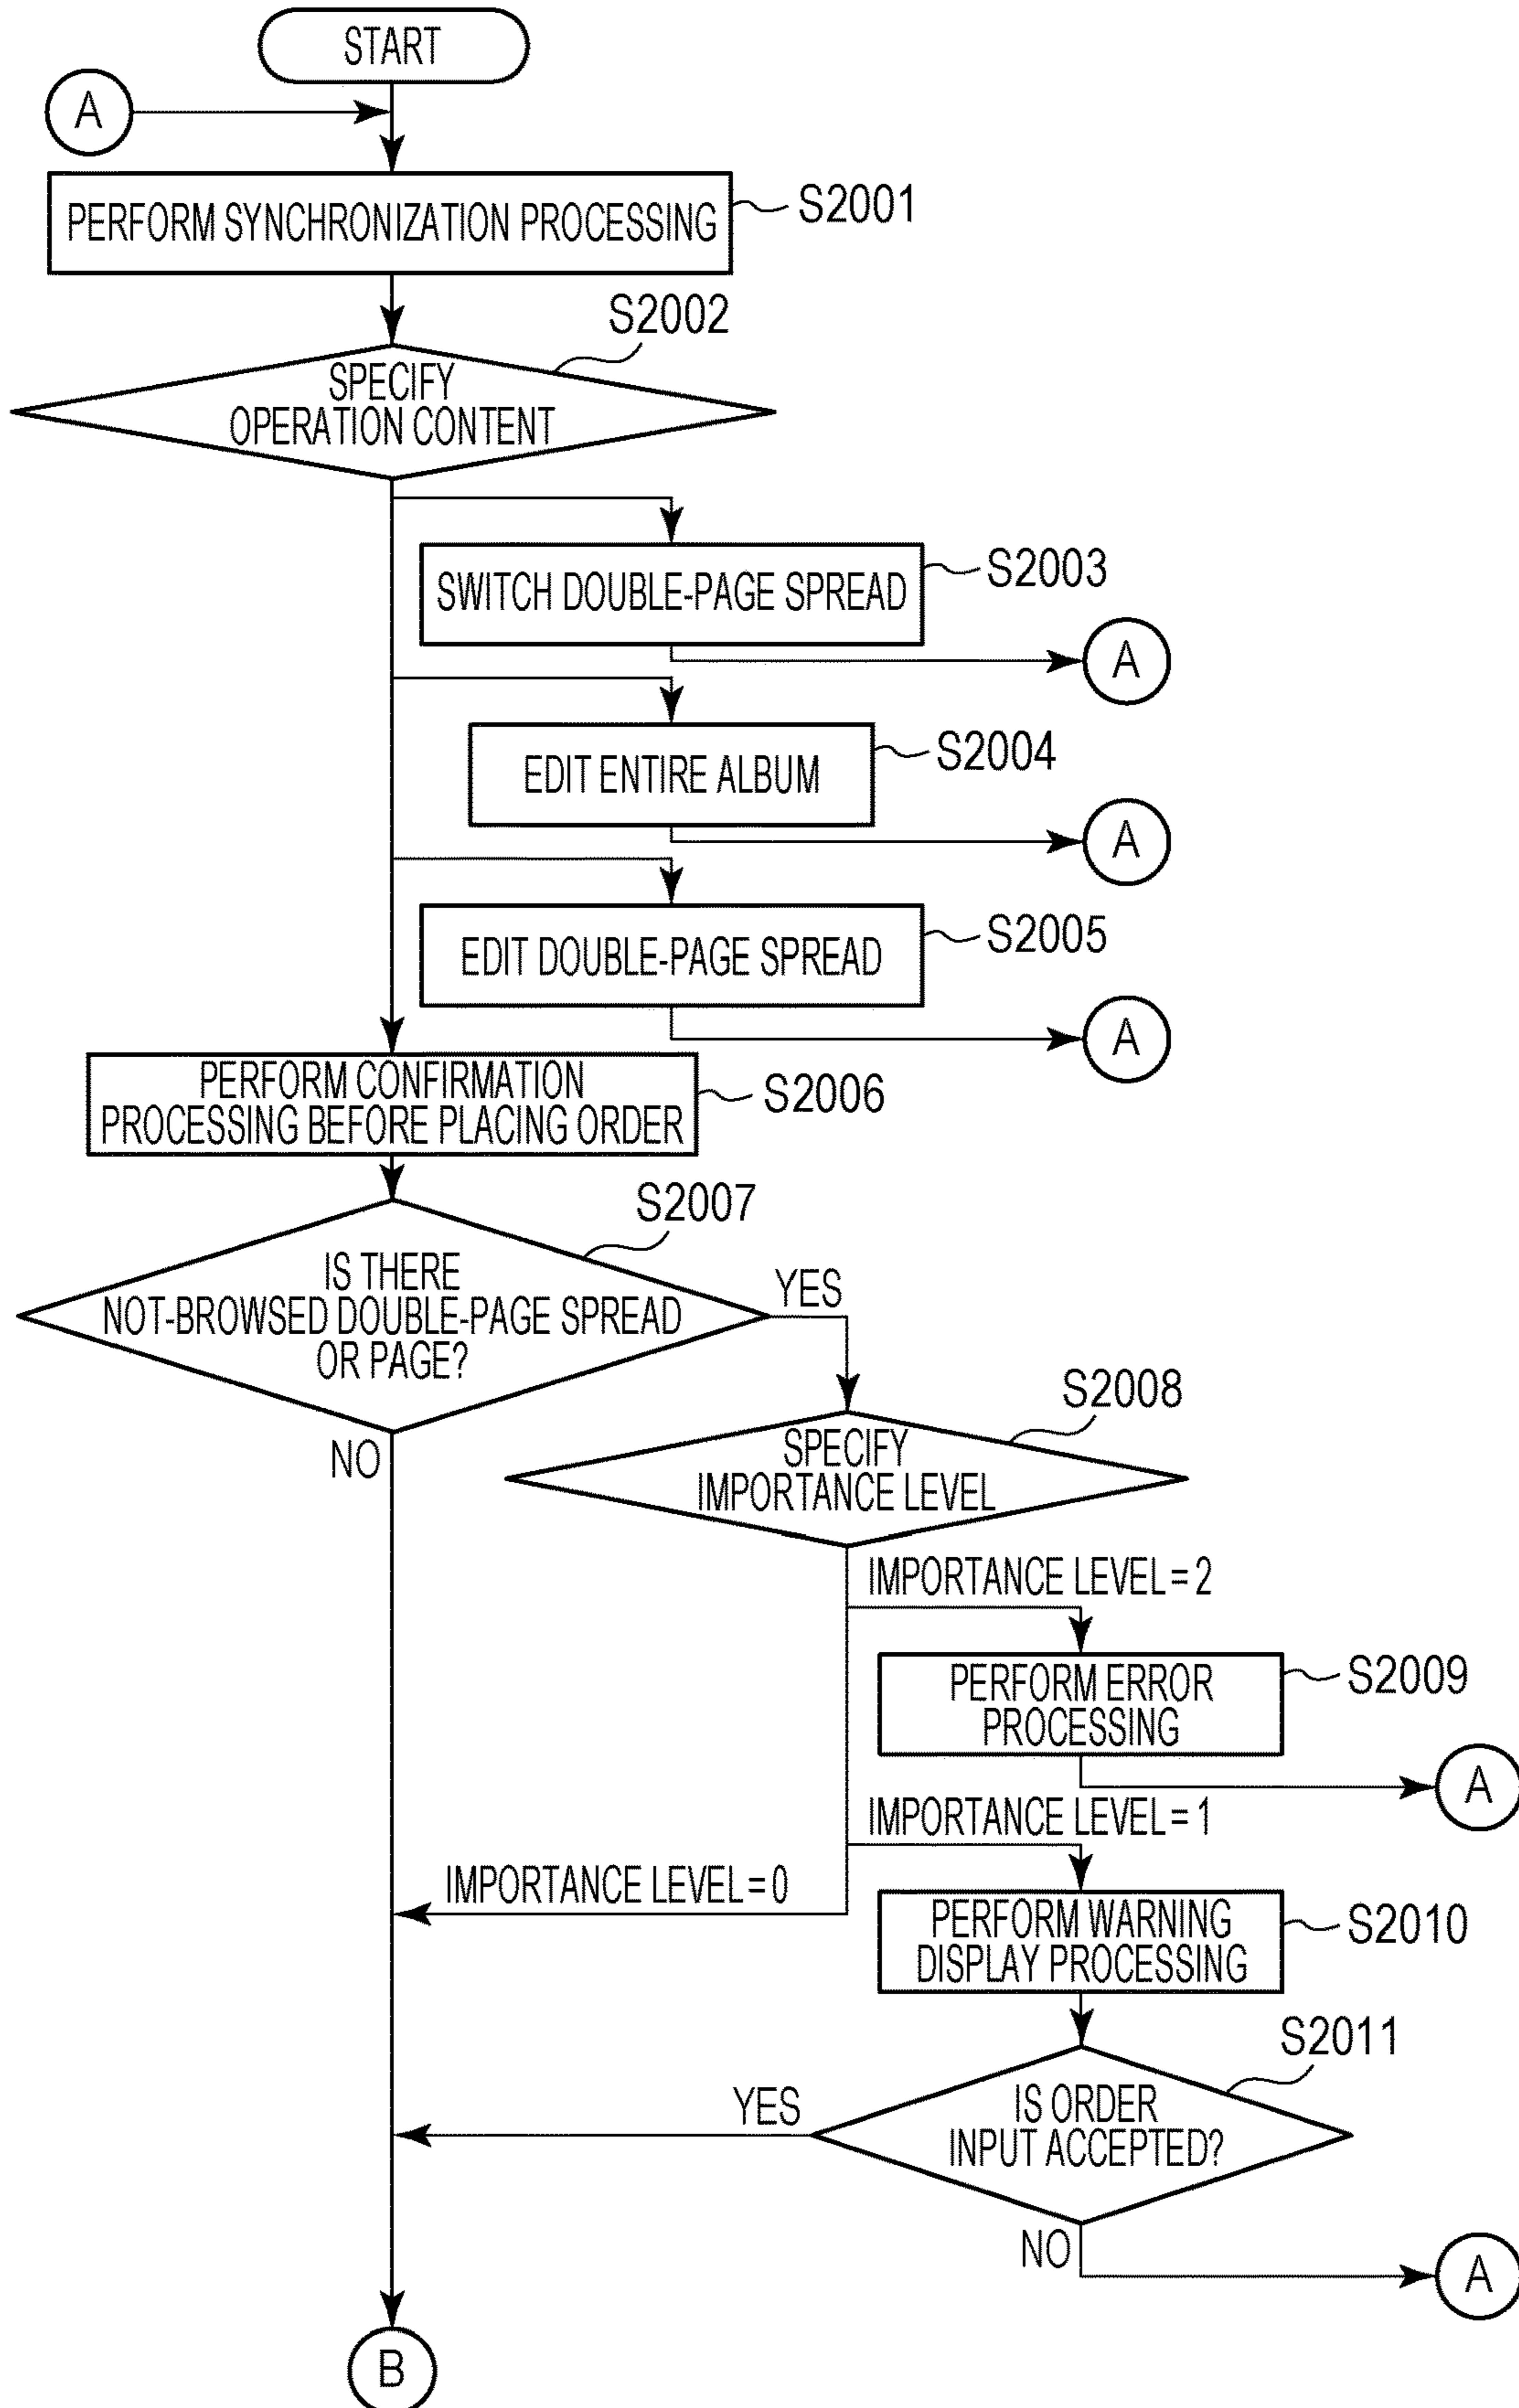 START
A
PERFORM SYNCHRONIZATION PROCESSING
S2001
S2002
SPECIFY
OPERATION CONTENT
S2003
SWITCH DOUBLE-PAGE SPREAD
A
S2004
EDIT ENTIRE ALBUM
A
S2005
EDIT DOUBLE-PAGE SPREAD
A
PERFORM CONFIRMATION
PROCESSING BEFORE PLACING ORDER
S2006
S2007
IS THERE
NOT-BROWSED DOUBLE-PAGE SPREAD
OR PAGE?
YES
NO
S2008
SPECIFY
IMPORTANCE LEVEL
IMPORTANCE LEVEL = 2
PERFORM ERROR
PROCESSING
S2009
A
IMPORTANCE LEVEL = 1
IMPORTANCE LEVEL = 0
PERFORM WARNING
DISPLAY PROCESSING
S2010
S2011
IS ORDER
INPUT ACCEPTED?
YES
NO
A
B